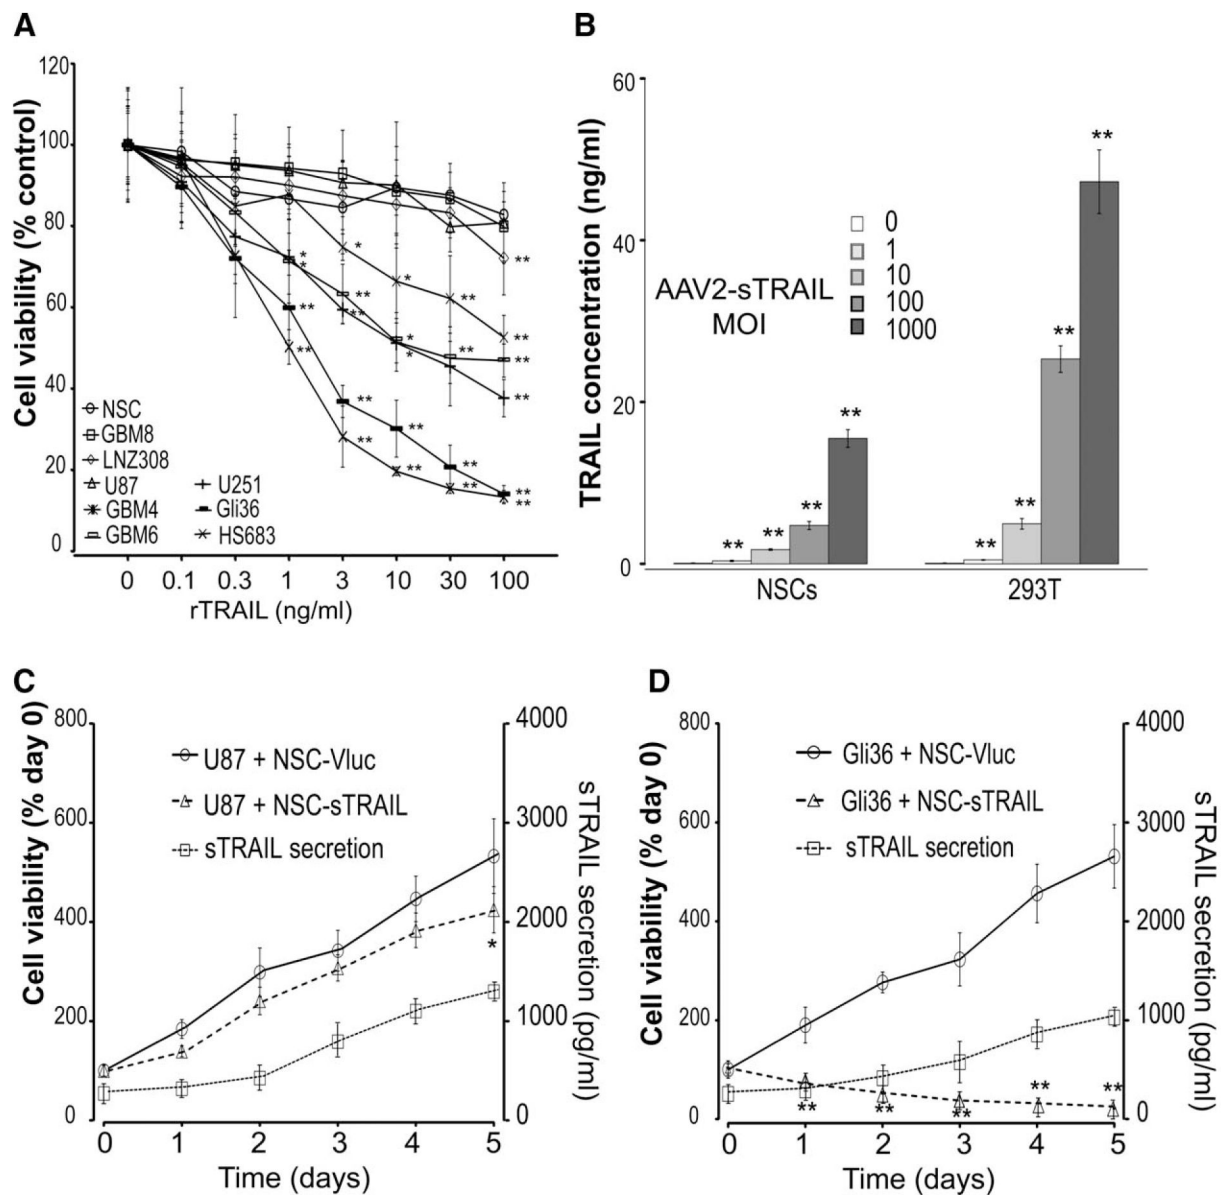 A
Cell viability (% control)
120
100
80
60
40
20
0
NSC
GBM8
LNZ308
U87
GBM4
GBM6
U251
Gli36
HS683
* ** * * ** ** ** * ** * * ** ** ** ** ** ** ** ** ** ** ** ** **
0 0.1 0.3 1 3 10 30 100
rTRAIL (ng/ml)
B
TRAIL concentration (ng/ml)
60
40
20
0
AAV2-sTRAIL
MOI
0
1
10
100
1000
** ** ** **
** ** ** **
NSCs 293T
C
Cell viability (% day 0)
800
600
400
200
0
U87 + NSC-Vluc
U87 + NSC-sTRAIL
sTRAIL secretion
*
4000
3000
2000
1000
0
sTRAIL secretion (pg/ml)
0 1 2 3 4 5
Time (days)
D
Cell viability (% day 0)
800
600
400
200
0
Gli36 + NSC-Vluc
Gli36 + NSC-sTRAIL
sTRAIL secretion
** ** ** ** **
4000
3000
2000
1000
0
sTRAIL secretion (pg/ml)
0 1 2 3 4 5
Time (days)